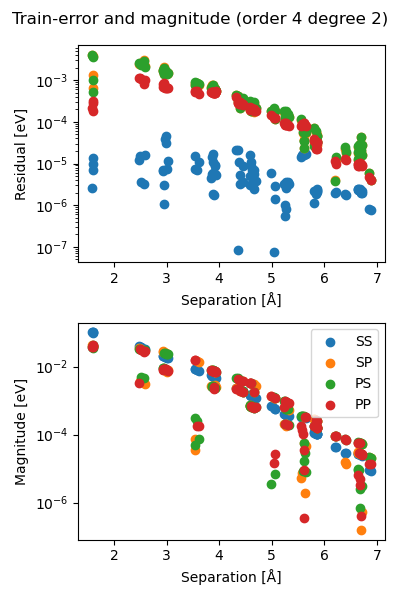 Train-error and magnitude (order 4 degree 2)
10⁻³
10⁻⁴
10⁻⁵
10⁻⁶
10⁻⁷
Residual [eV]
2 3 4 5 6 7
Separation [Å]
10⁻²
10⁻⁴
10⁻⁶
Magnitude [eV]
SS
SP
PS
PP
2 3 4 5 6 7
Separation [Å]